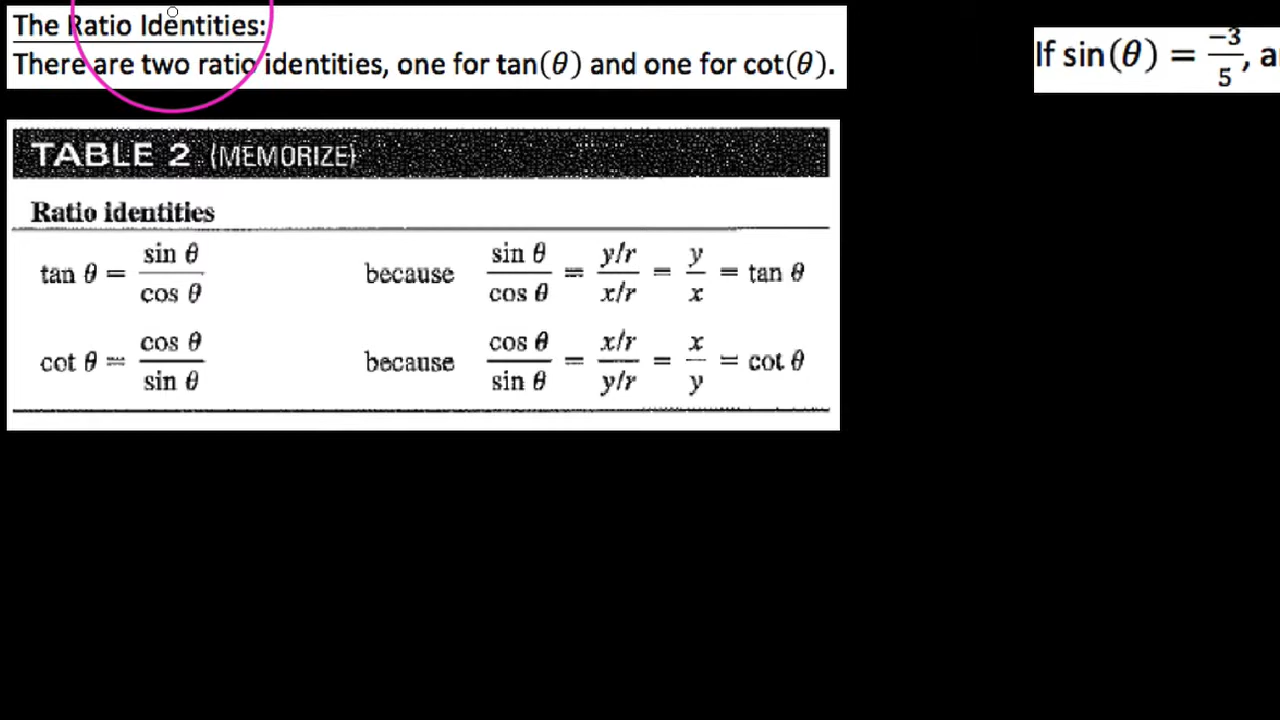 The Ratio Identities:
There are two ratio identities, one for tan(θ) and one for cot(θ).
If sin(θ) = −3/5,
TABLE 2 (MEMORIZE)
Ratio identities
tan θ = sin θ / cos θ because sin θ / cos θ = y/r / x/r = y / x = tan θ
cot θ = cos θ / sin θ because cos θ / sin θ = x/r / y/r = x / y = cot θ